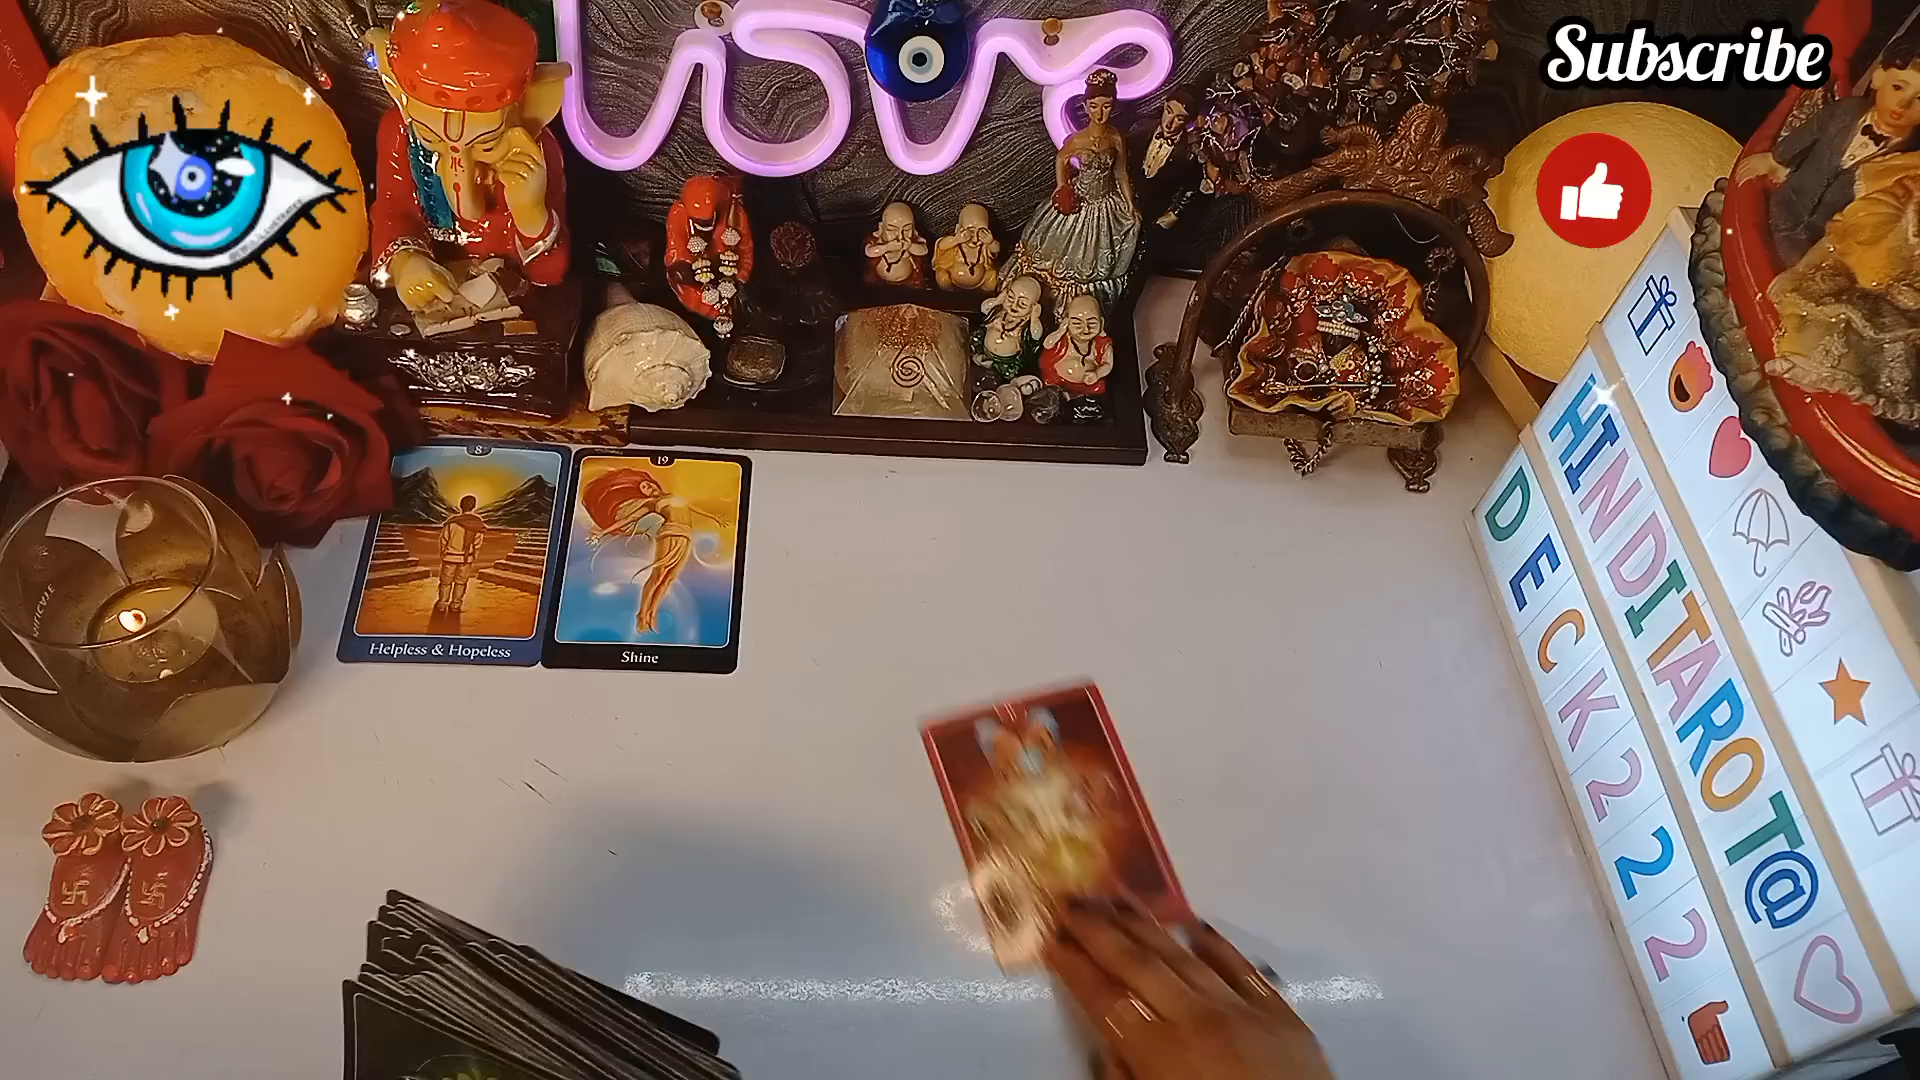 love
Subscribe
8
Helpless & Hopeless
19
Shine
HINDITAROT@
DECK222